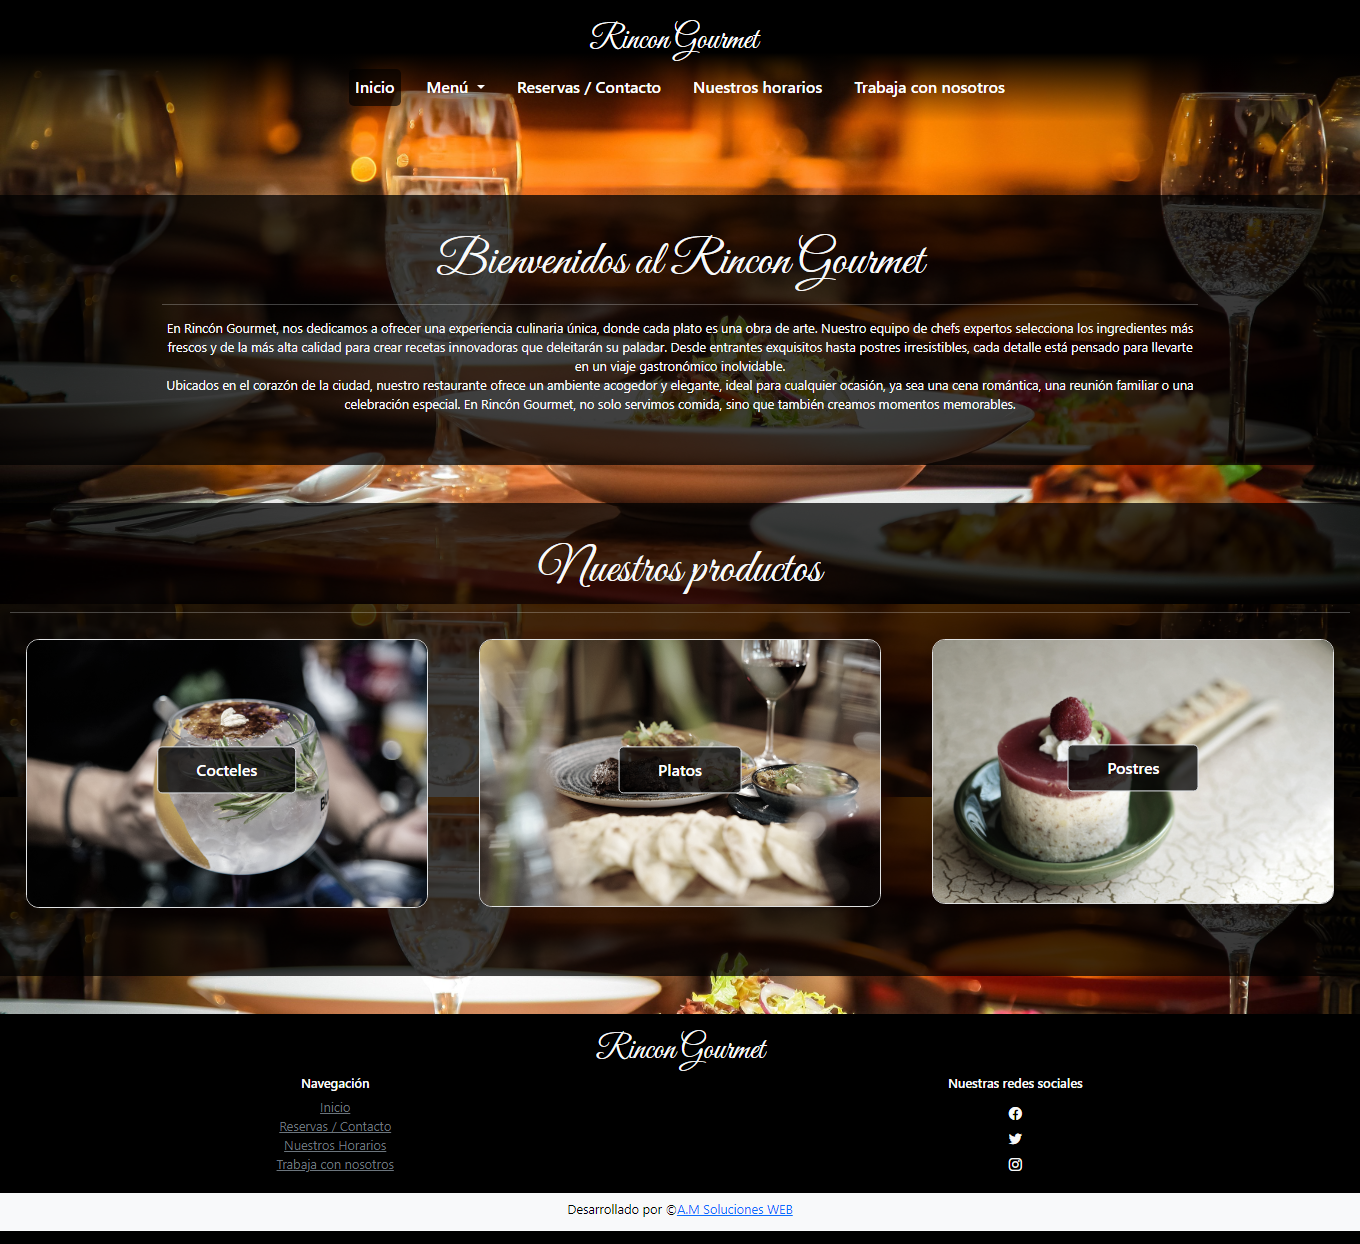 Rincon Gourmet
Inicio Menú Reservas / Contacto Nuestros horarios Trabaja con nosotros
Bienvenidos al Rincon Gourmet
En Rincón Gourmet, nos dedicamos a ofrecer una experiencia culinaria única, donde cada plato es una obra de arte. Nuestro equipo de chefs expertos selecciona los ingredientes más
frescos y de la más alta calidad para crear recetas innovadoras que deleitarán su paladar. Desde entrantes exquisitos hasta postres irresistibles, cada detalle está pensado para llevarte
en un viaje gastronómico inolvidable.
Ubicados en el corazón de la ciudad, nuestro restaurante ofrece un ambiente acogedor y elegante, ideal para cualquier ocasión, ya sea una cena romántica, una reunión familiar o una
celebración especial. En Rincón Gourmet, no solo servimos comida, sino que también creamos momentos memorables.
Nuestros productos
Cocteles
Platos
Postres
Rincon Gourmet
Navegación
Inicio
Reservas / Contacto
Nuestros Horarios
Trabaja con nosotros
Nuestras redes sociales
Desarrollado por ©A.M Soluciones WEB